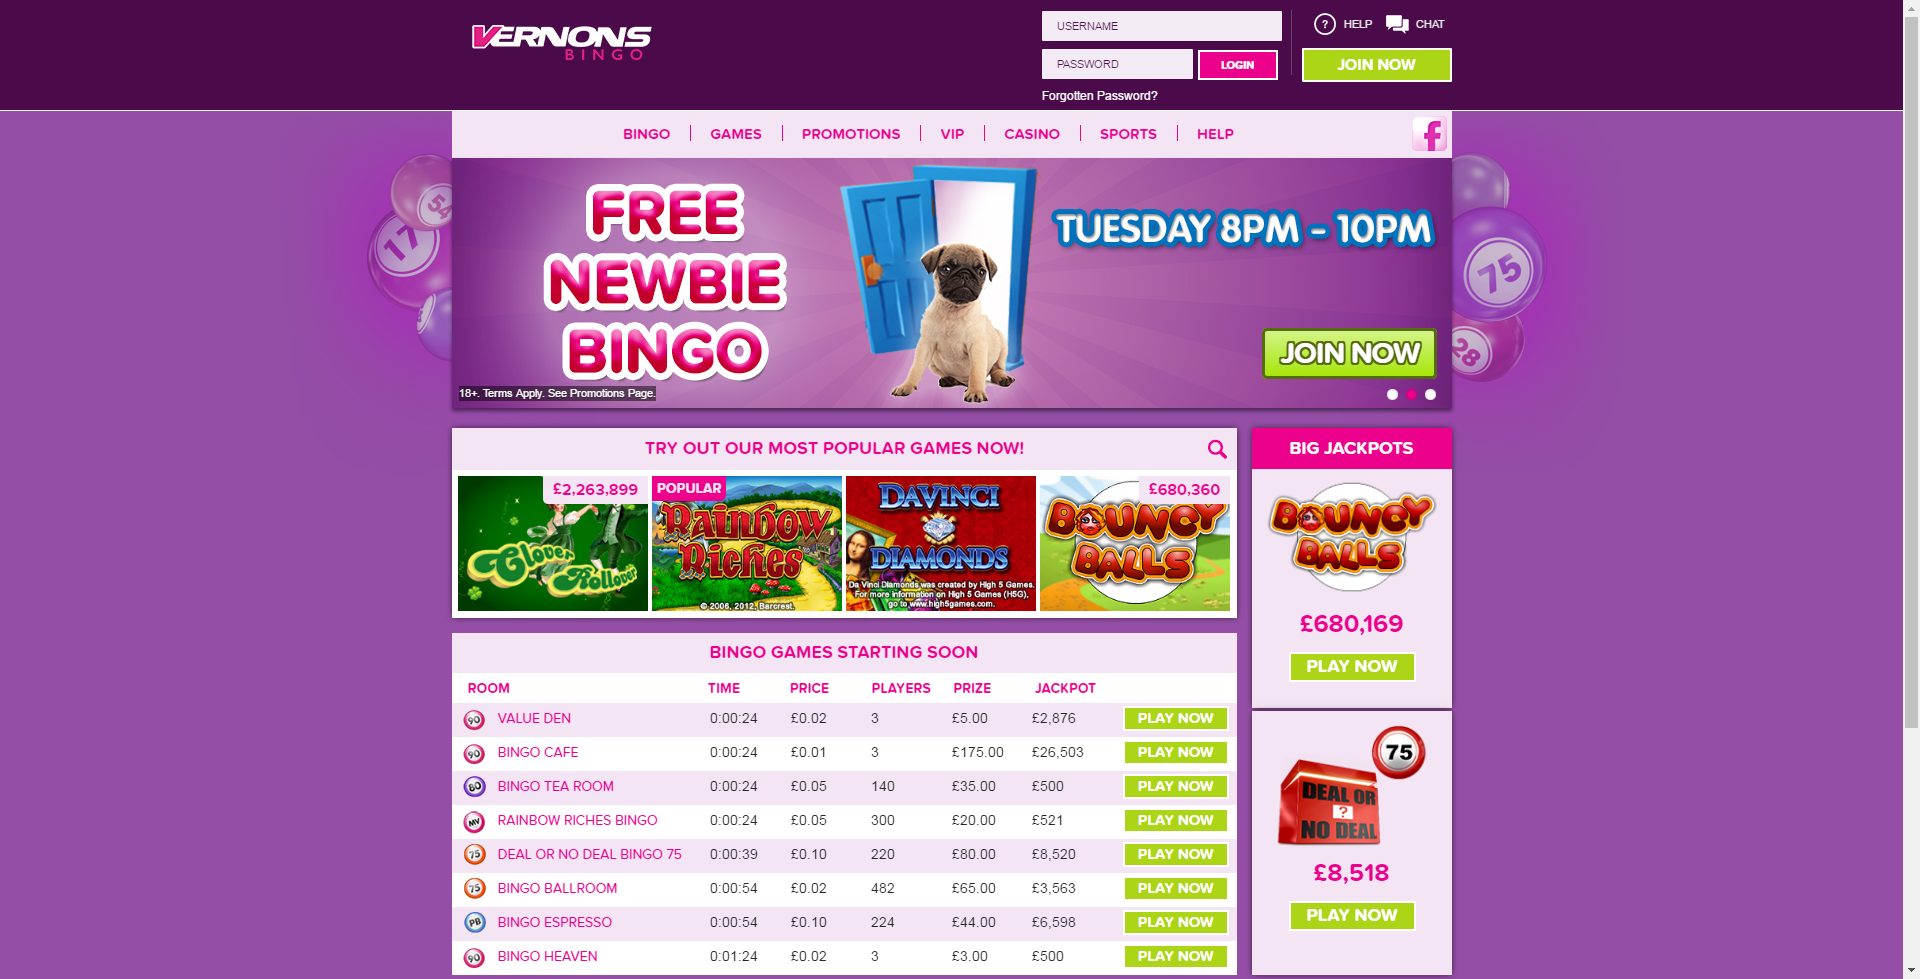 VERNONS
BINGO
USERNAME
PASSWORD
LOGIN
Forgotten Password?
? HELP
CHAT
JOIN NOW
BINGO GAMES PROMOTIONS VIP CASINO SPORTS HELP
f
54
17
FREE
NEWBIE
BINGO
TUESDAY 8PM - 10PM
JOIN NOW
18+. Terms Apply. See Promotions Page.
75
28
TRY OUT OUR MOST POPULAR GAMES NOW!
£2,263,899
Clover
Rollover
POPULAR
Rainbow
Riches
© 2006, 2012, Barcrest.
DAVINCI
DIAMONDS
Da Vinci Diamonds was created by High 5 Games.
For more information on High 5 Games (H5G),
go to www.high5games.com.
£680,360
BOUNCY
BALLS
BIG JACKPOTS
BOUNCY
BALLS
£680,169
PLAY NOW
75
DEAL OR
?
NO DEAL
£8,518
PLAY NOW
BINGO GAMES STARTING SOON
ROOM TIME PRICE PLAYERS PRIZE JACKPOT
90 VALUE DEN 0:00:24 £0.02 3 £5.00 £2,876 PLAY NOW
90 BINGO CAFE 0:00:24 £0.01 3 £175.00 £26,503 PLAY NOW
80 BINGO TEA ROOM 0:00:24 £0.05 140 £35.00 £500 PLAY NOW
MV RAINBOW RICHES BINGO 0:00:24 £0.05 300 £20.00 £521 PLAY NOW
75 DEAL OR NO DEAL BINGO 75 0:00:39 £0.10 220 £80.00 £8,520 PLAY NOW
75 BINGO BALLROOM 0:00:54 £0.02 482 £65.00 £3,563 PLAY NOW
PB BINGO ESPRESSO 0:00:54 £0.10 224 £44.00 £6,598 PLAY NOW
90 BINGO HEAVEN 0:01:24 £0.02 3 £3.00 £500 PLAY NOW